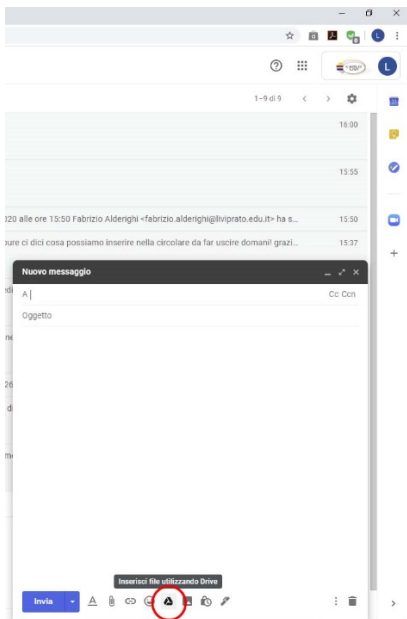 L
L
1–9 di 9
16:00
15:55
020 alle ore 15:50 Fabrizio Alderighi <fabrizio.alderighi@liviprato.edu.it> ha s... 15:50
pure ci dici cosa possiamo inserire nella circolare da far uscire domani! grazi... 15:37
Nuovo messaggio
A Cc Ccn
Oggetto
26
di
Inserisci file utilizzando Drive
Invia A